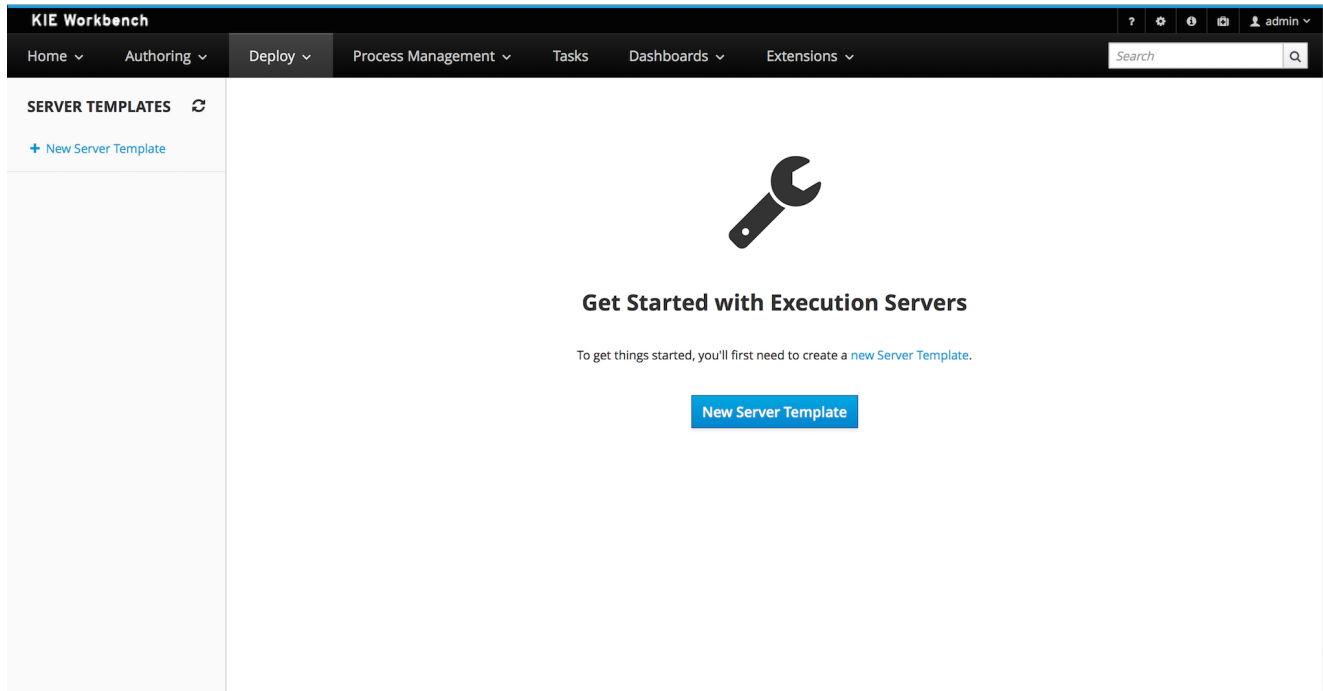 KIE Workbench
? admin
Home Authoring Deploy Process Management Tasks Dashboards Extensions Search
SERVER TEMPLATES
+ New Server Template
Get Started with Execution Servers
To get things started, you'll first need to create a new Server Template.
New Server Template